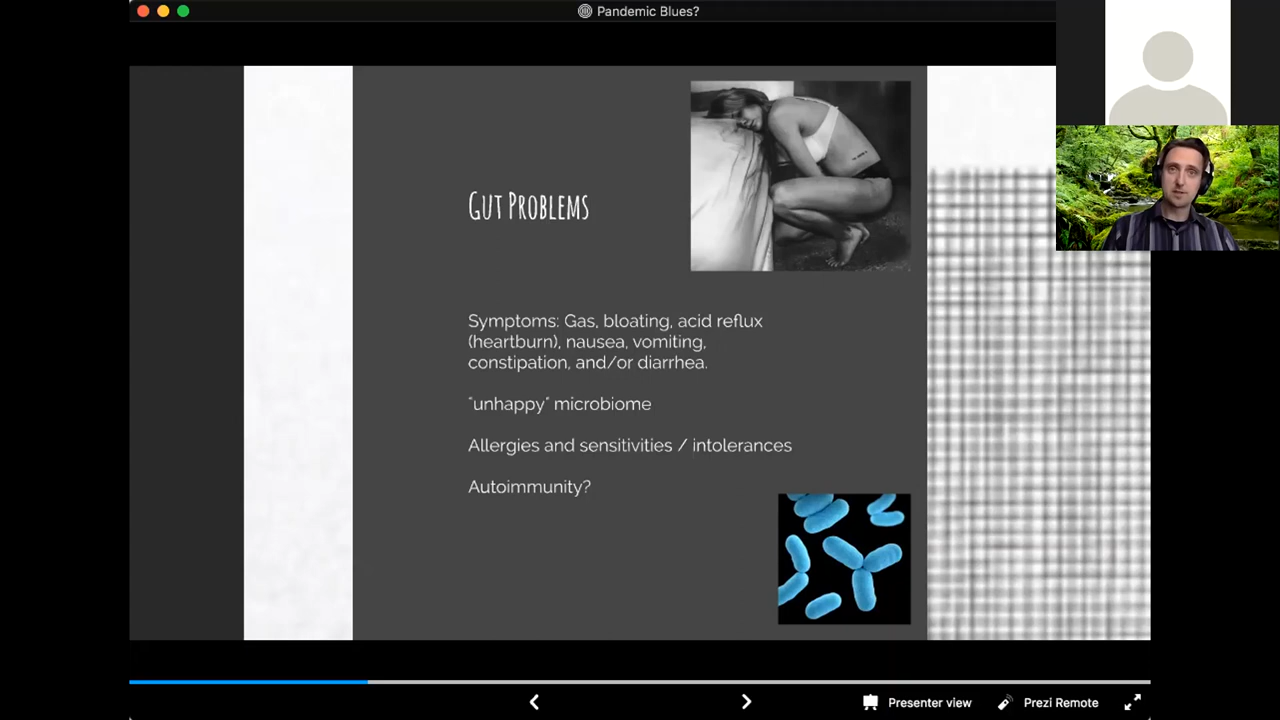 Pandemic Blues?
GUT PROBLEMS
Symptoms: Gas, bloating, acid reflux
(heartburn), nausea, vomiting,
constipation, and/or diarrhea.
"unhappy" microbiome
Allergies and sensitivities / intolerances
Autoimmunity?
Presenter view
Prezi Remote